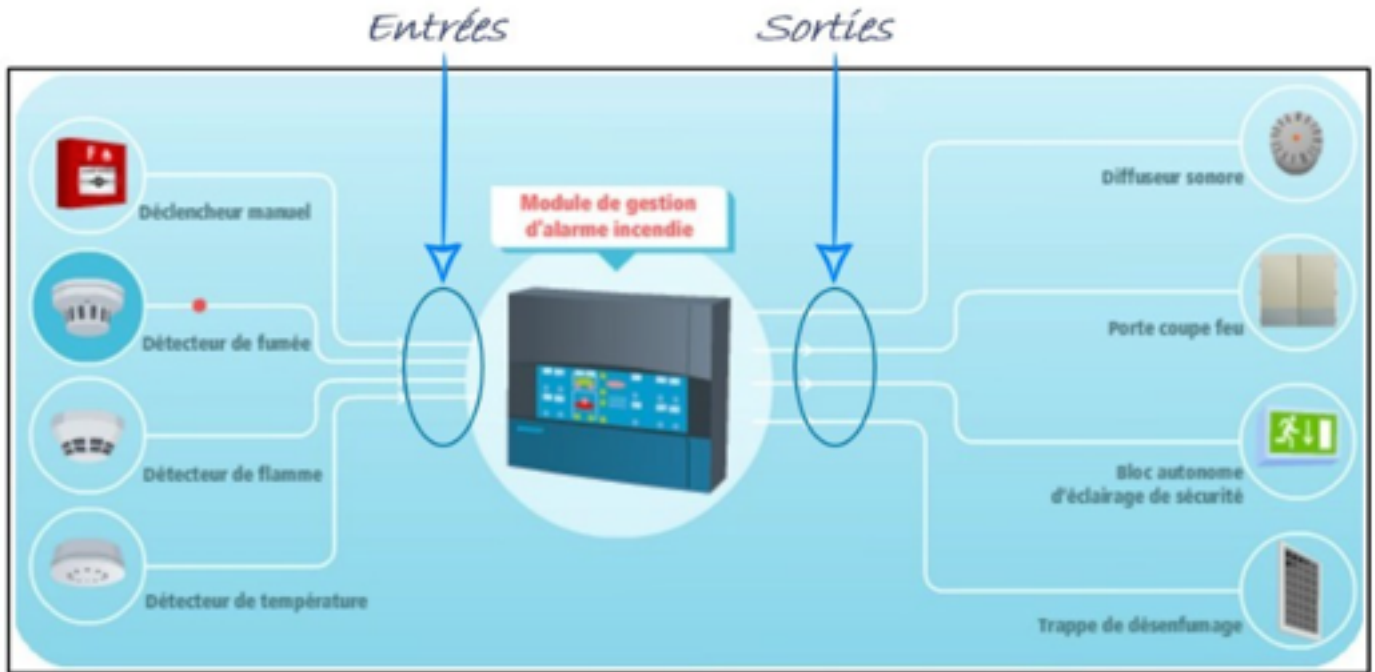 Entrées
Sorties
Déclencheur manuel
Détecteur de fumée
Détecteur de flamme
Détecteur de température
Module de gestion
d'alarme incendie
Diffuseur sonore
Porte coupe feu
Bloc autonome
d'éclairage de sécurité
Trappe de désenfumage